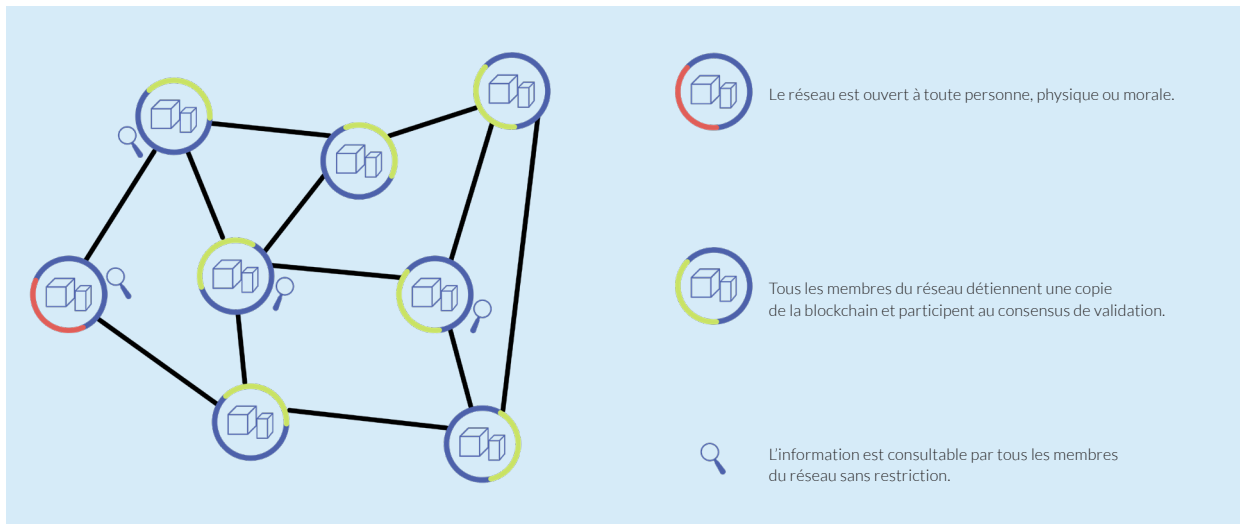 Le réseau est ouvert à toute personne, physique ou morale.
Tous les membres du réseau détiennent une copie
de la blockchain et participent au consensus de validation.
L’information est consultable par tous les membres
du réseau sans restriction.